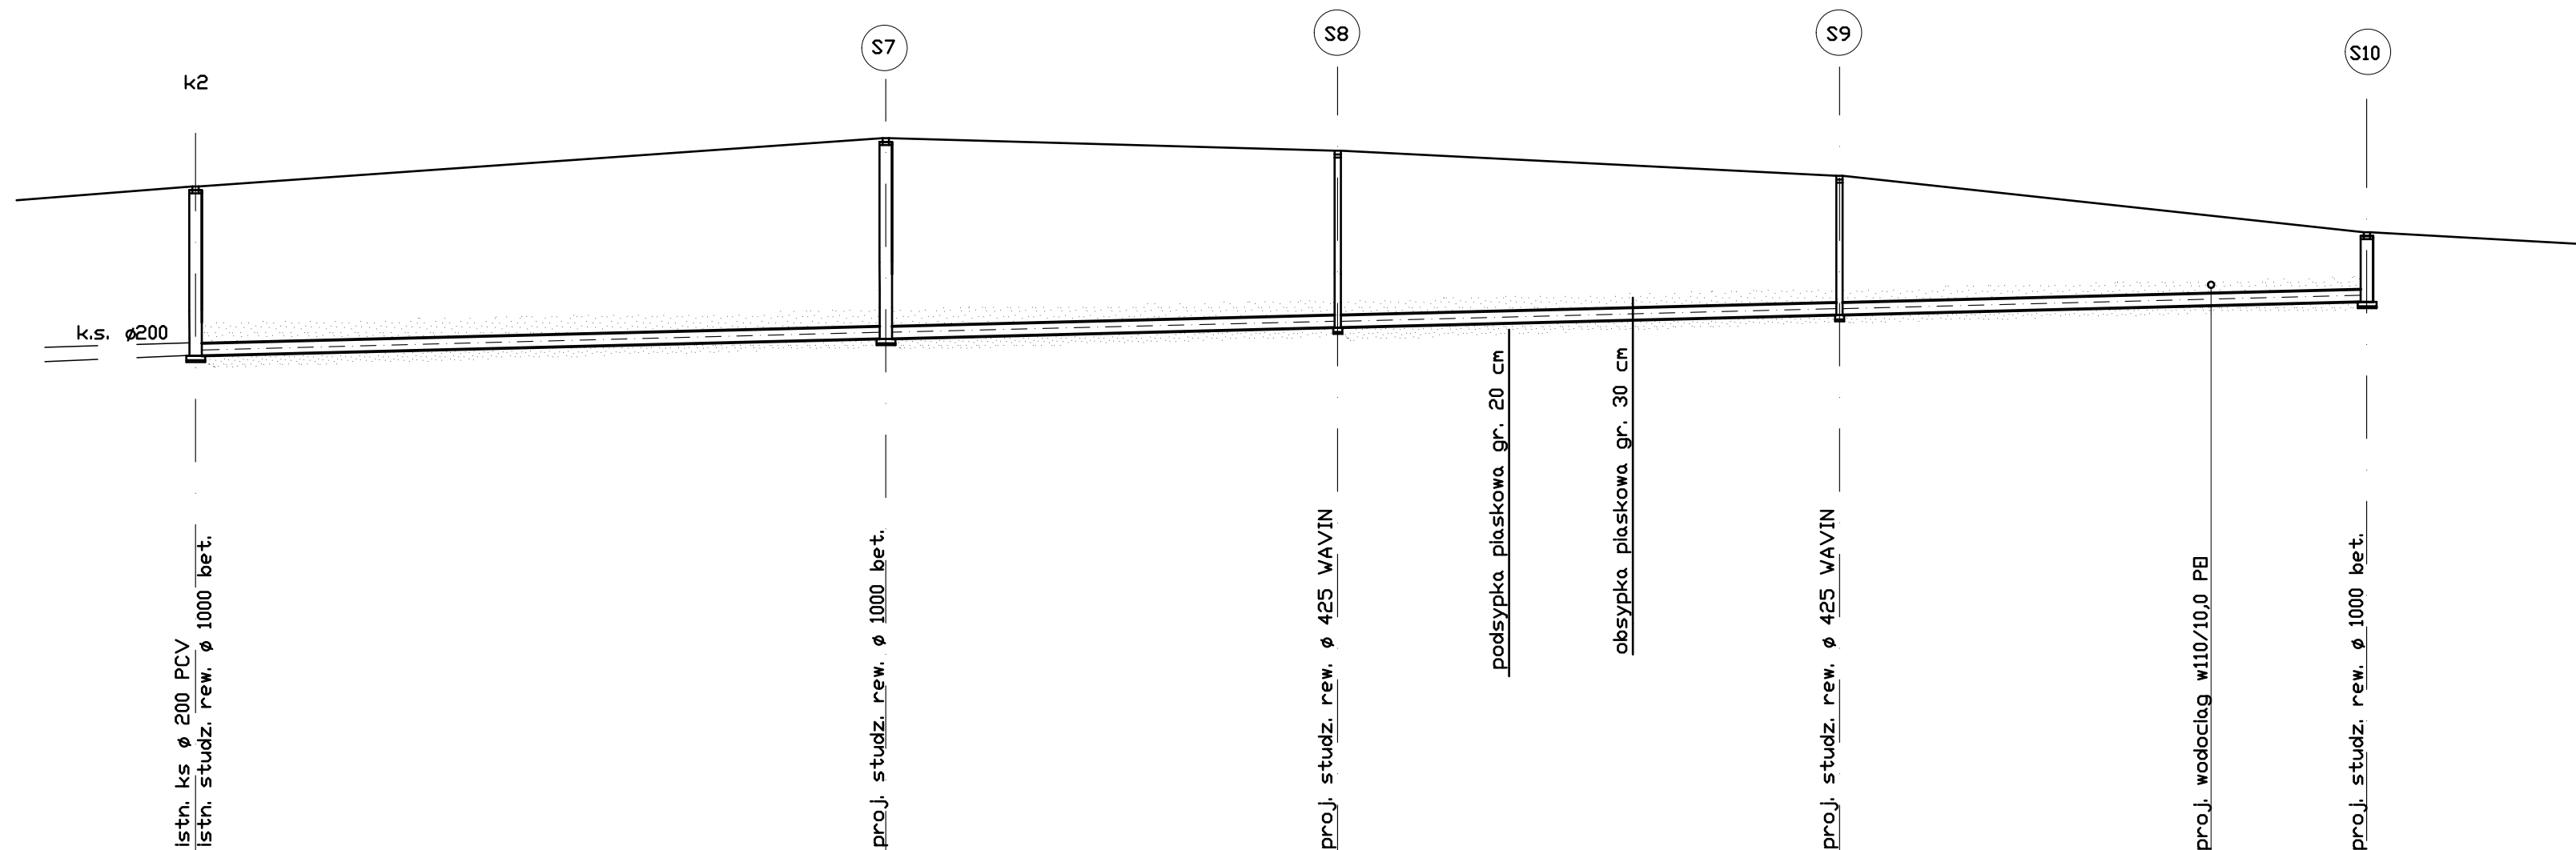 k2
S7
S8
S9
S10
k.s. ø200
istn. ks ø 200 PCV
istn. studz. rew. ø 1000 bet.
proj. studz. rew. ø 1000 bet.
proj. studz. rew. ø 425 WAVIN
podsypka piaskowa gr. 20 cm
obsypka piaskowa gr. 30 cm
proj. studz. rew. ø 425 WAVIN
proj. wodociag w110/10,0 PE
proj. studz. rew. ø 1000 bet.